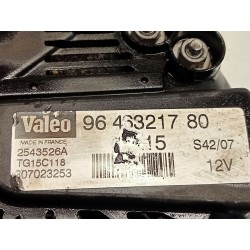 Valeo 96 463217 80
MADE IN FRANCE 15 S42/07
2543526A
TG15C118 12V
207023253